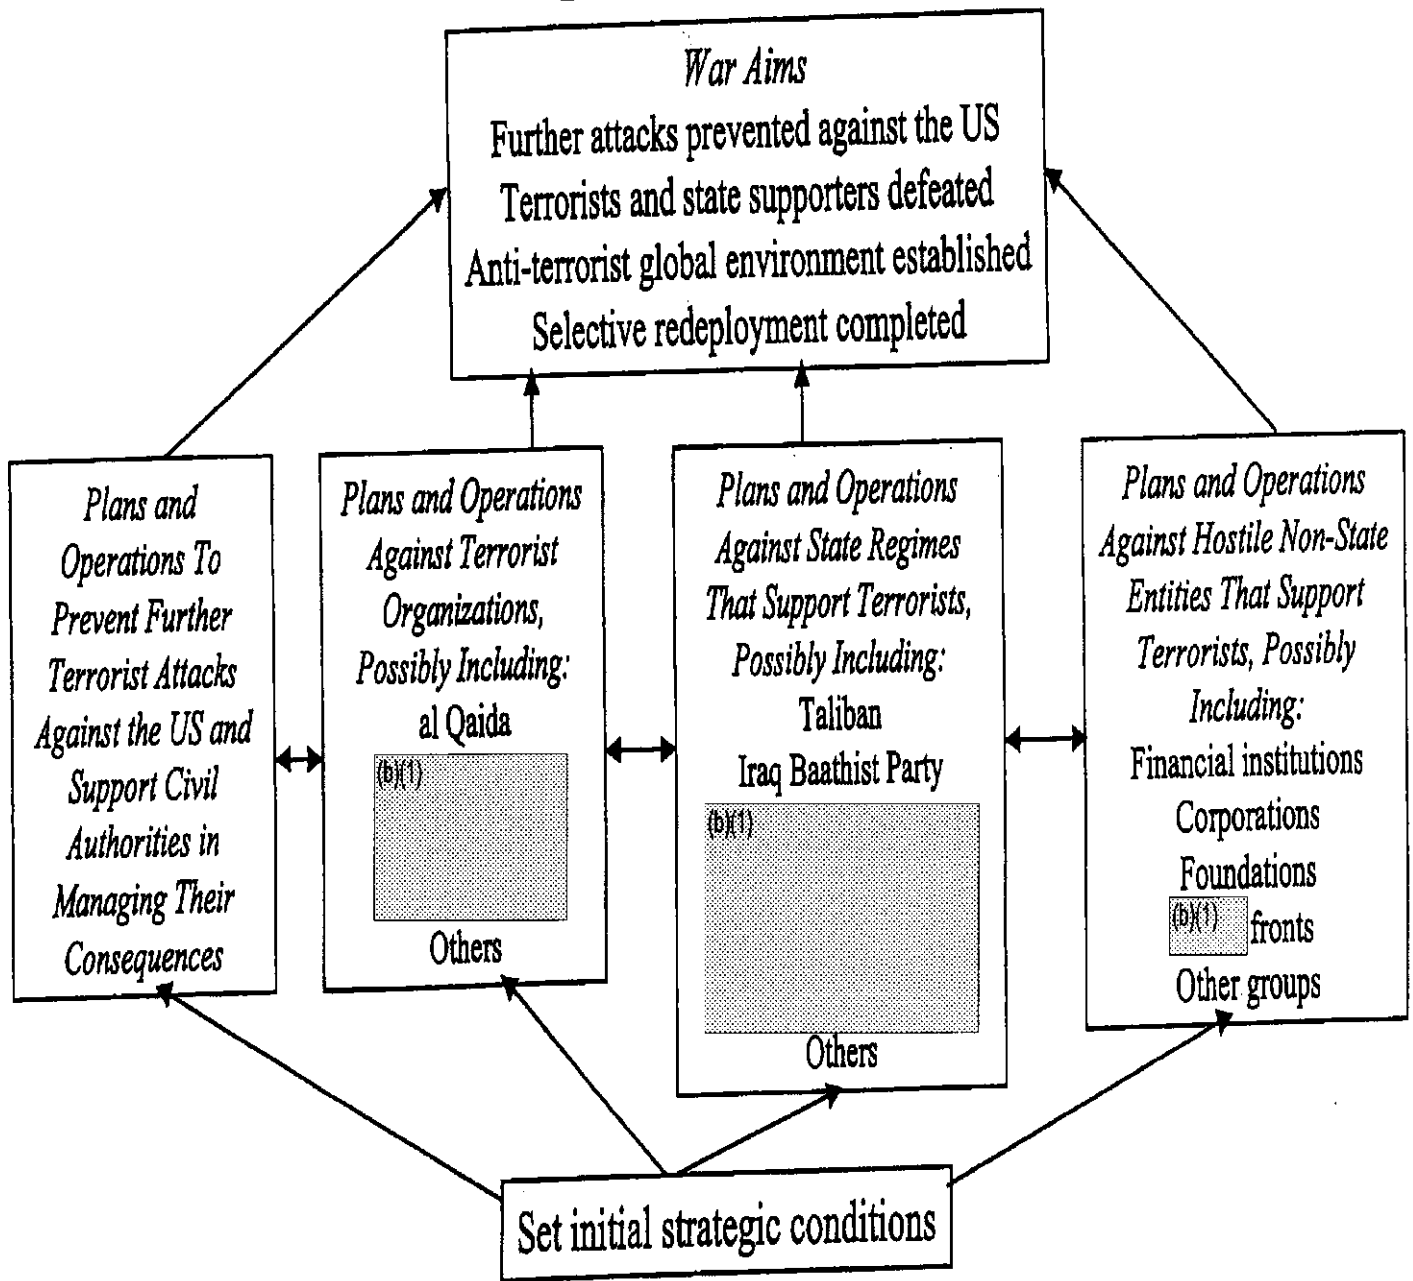 War Aims
Further attacks prevented against the US
Terrorists and state supporters defeated
Anti-terrorist global environment established
Selective redeployment completed
Plans and
Operations To
Prevent Further
Terrorist Attacks
Against the US and
Support Civil
Authorities in
Managing Their
Consequences
Plans and Operations
Against Terrorist
Organizations,
Possibly Including:
al Qaida
(b)(1)
Others
Plans and Operations
Against State Regimes
That Support Terrorists,
Possibly Including:
Taliban
Iraq Baathist Party
(b)(1)
Others
Plans and Operations
Against Hostile Non-State
Entities That Support
Terrorists, Possibly
Including:
Financial institutions
Corporations
Foundations
(b)(1) fronts
Other groups
Set initial strategic conditions